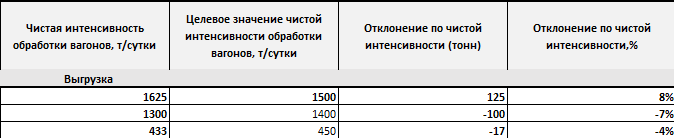 Чистая интенсивность обработки вагонов, т/сутки
Целевое значение чистой интенсивности обработки вагонов, т/сутки
Отклонение по чистой интенсивности (тонн)
Отклонение по чистой интенсивности,%
Выгрузка
1625 1500 125 8%
1300 1400 -100 -7%
433 450 -17 -4%